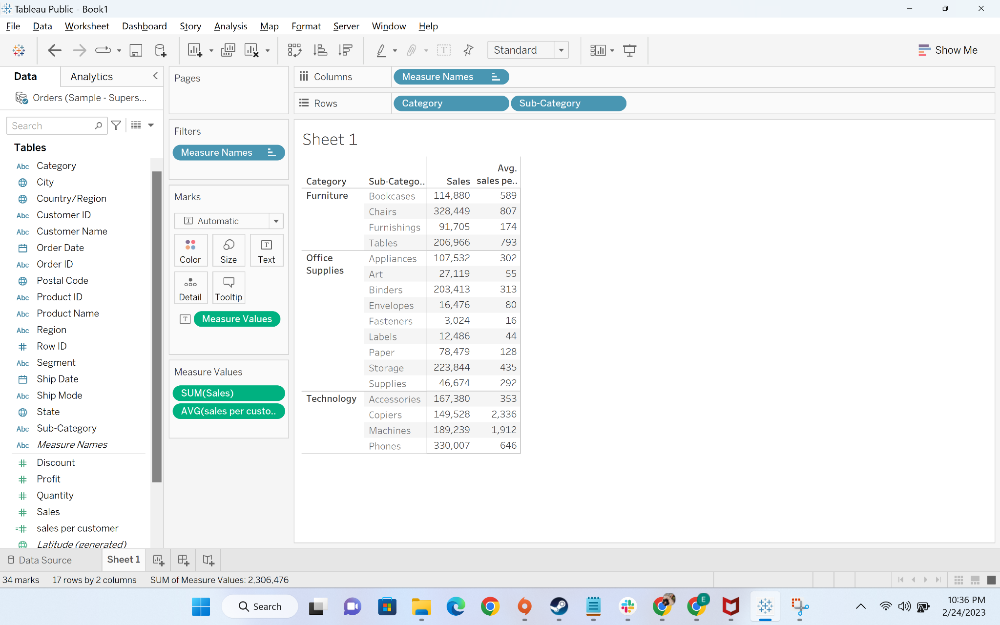 Tableau Public - Book1
File Data Worksheet Dashboard Story Analysis Map Format Server Window Help
Standard
Show Me
Data Analytics
Orders (Sample - Supers...
Search
Tables
Abc Category
City
Country/Region
Abc Customer ID
Abc Customer Name
Order Date
Abc Order ID
Postal Code
Abc Product ID
Abc Product Name
Abc Region
# Row ID
Abc Segment
Ship Date
Abc Ship Mode
State
Abc Sub-Category
Abc Measure Names
# Discount
# Profit
# Quantity
# Sales
=# sales per customer
Latitude (generated)
Pages
Filters
Measure Names
Marks
T Automatic
Color Size T Text
Detail Tooltip
T Measure Values
Measure Values
SUM(Sales)
AVG(sales per custo..
Columns Measure Names
Rows Category Sub-Category
Sheet 1
Avg.
Category Sub-Catego.. Sales sales pe..
Furniture Bookcases 114,880 589
Chairs 328,449 807
Furnishings 91,705 174
Tables 206,966 793
Office Supplies Appliances 107,532 302
Art 27,119 55
Binders 203,413 313
Envelopes 16,476 80
Fasteners 3,024 16
Labels 12,486 44
Paper 78,479 128
Storage 223,844 435
Supplies 46,674 292
Technology Accessories 167,380 353
Copiers 149,528 2,336
Machines 189,239 1,912
Phones 330,007 646
Data Source Sheet 1
34 marks 17 rows by 2 columns SUM of Measure Values: 2,306,476
Search
E
10:36 PM
2/24/2023